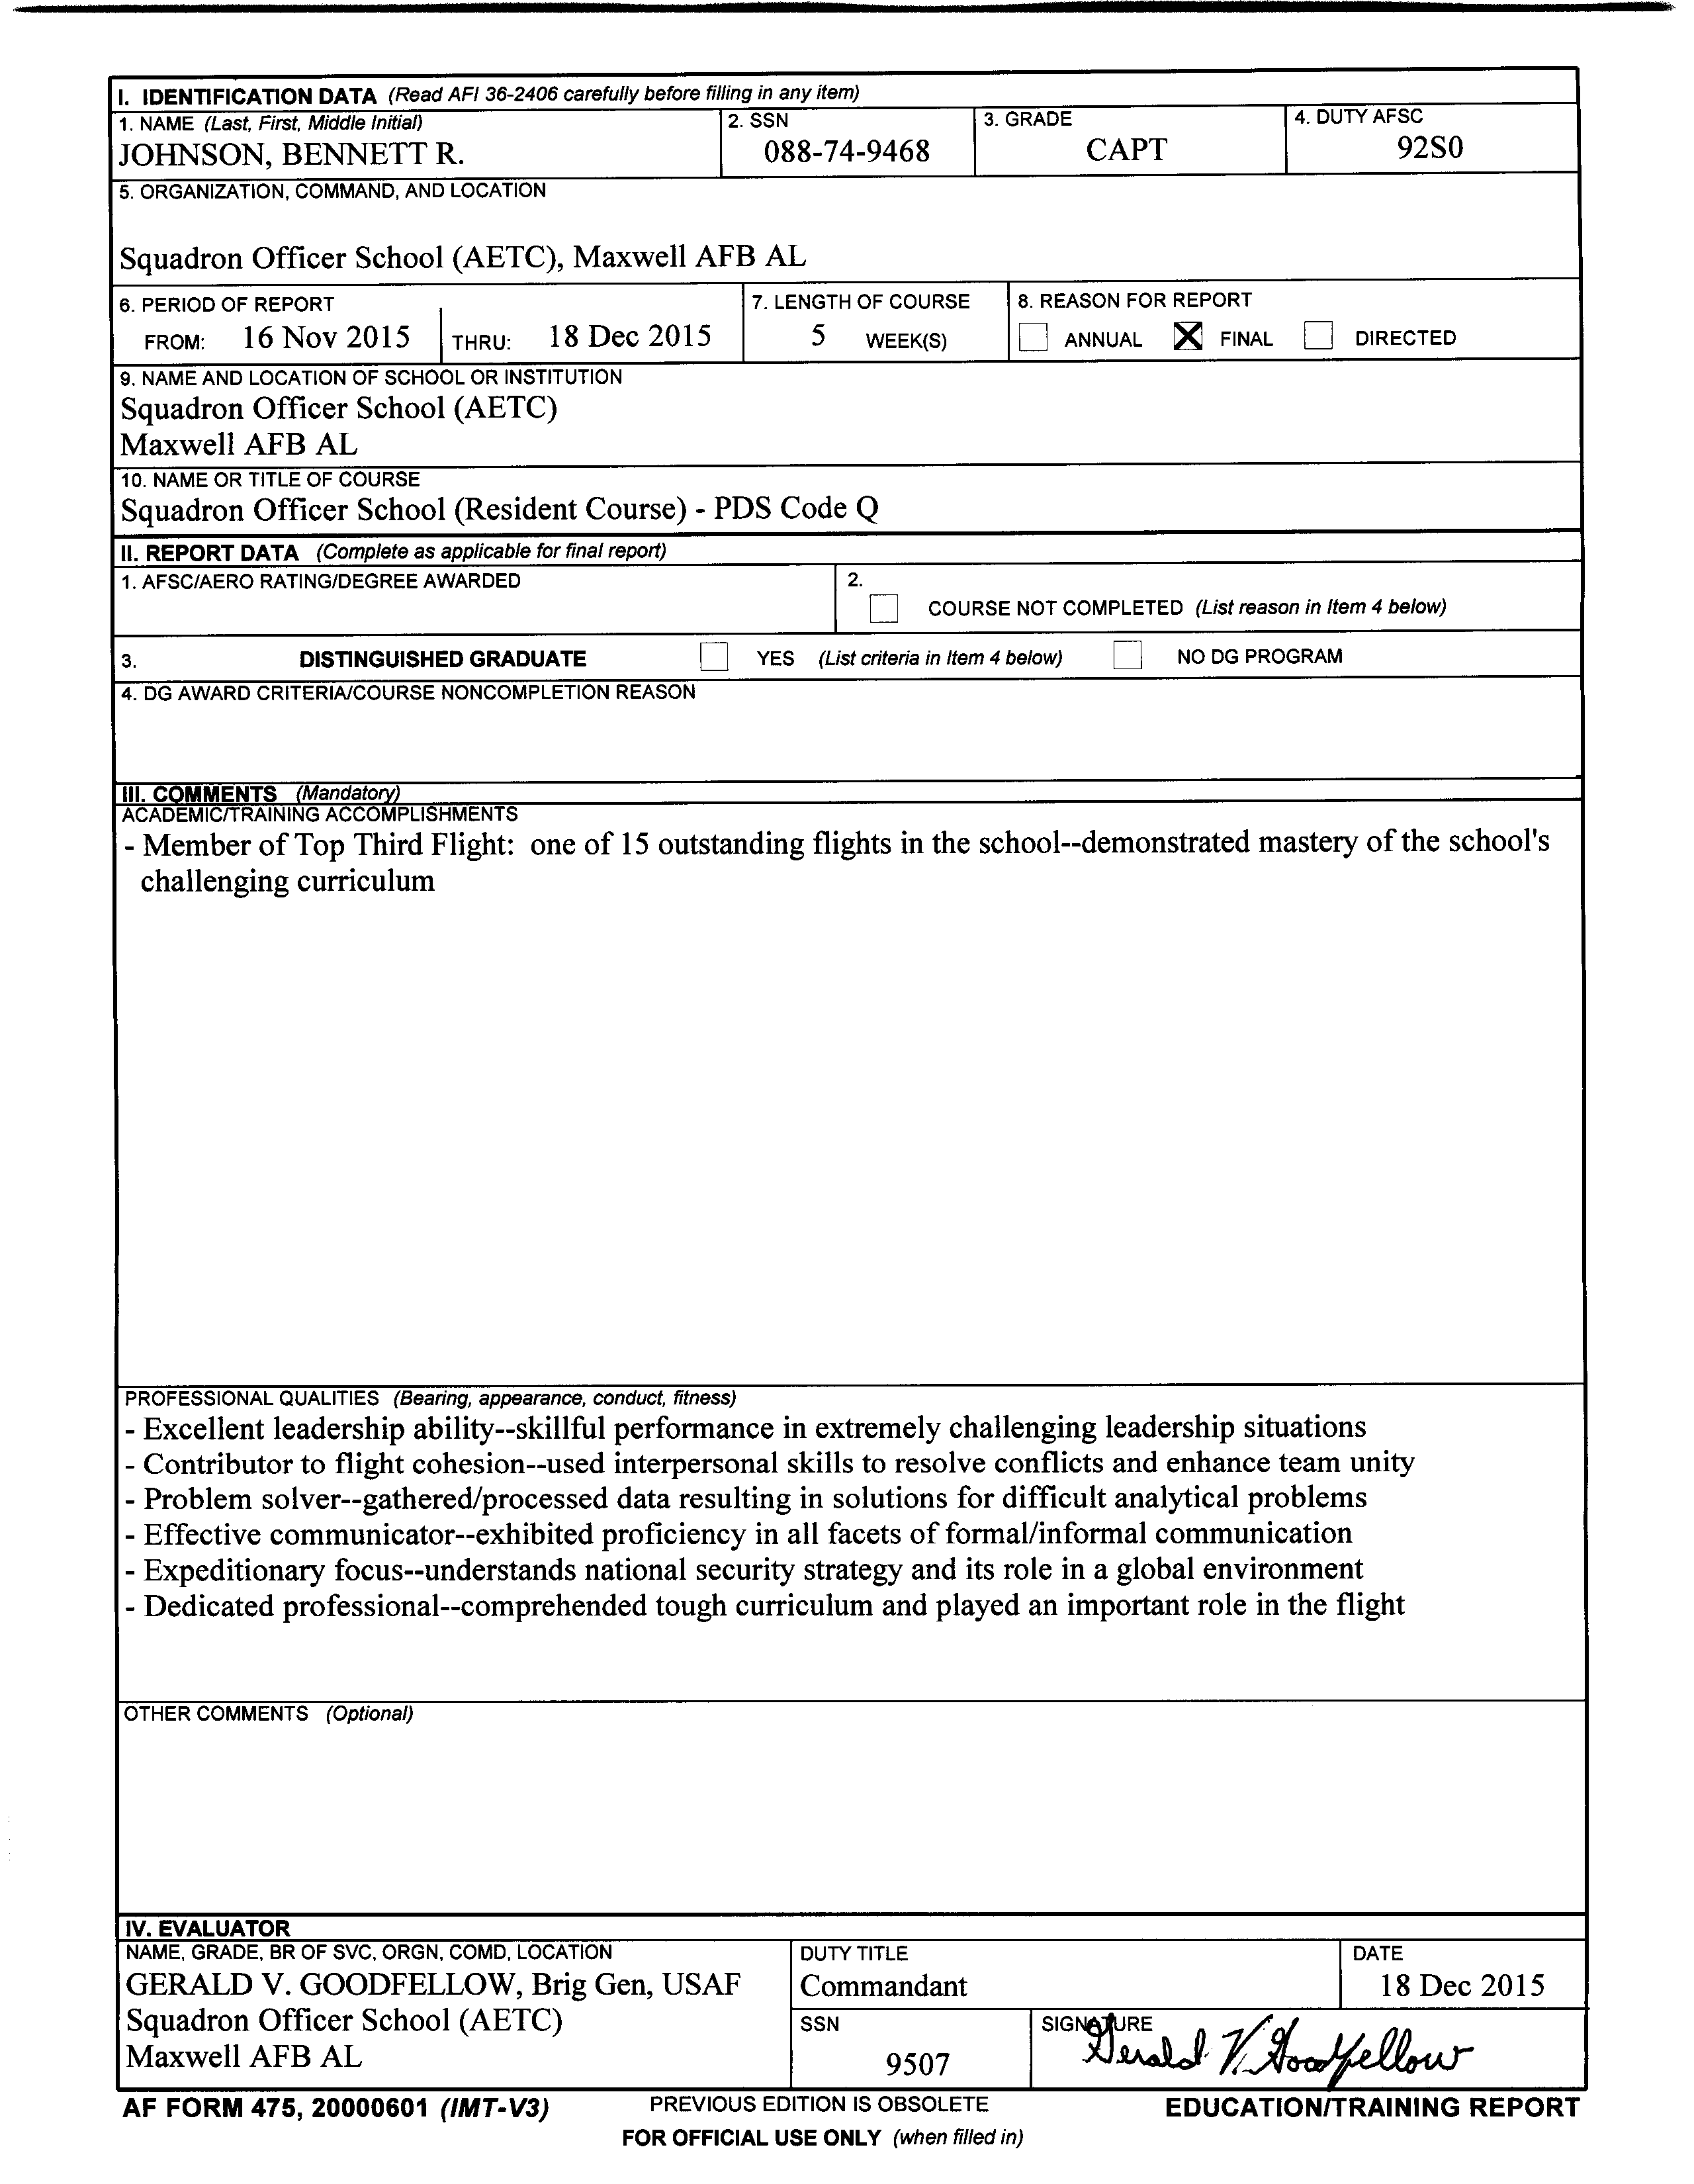 I. IDENTIFICATION DATA (Read AFI 36-2406 carefully before filling in any item)
1. NAME (Last, First, Middle Initial)
JOHNSON, BENNETT R.
2. SSN
088-74-9468
3. GRADE
CAPT
4. DUTY AFSC
92S0
5. ORGANIZATION, COMMAND, AND LOCATION
Squadron Officer School (AETC), Maxwell AFB AL
6. PERIOD OF REPORT
FROM: 16 Nov 2015 THRU: 18 Dec 2015
7. LENGTH OF COURSE
5 WEEK(S)
8. REASON FOR REPORT
ANNUAL X FINAL DIRECTED
9. NAME AND LOCATION OF SCHOOL OR INSTITUTION
Squadron Officer School (AETC)
Maxwell AFB AL
10. NAME OR TITLE OF COURSE
Squadron Officer School (Resident Course) - PDS Code Q
II. REPORT DATA (Complete as applicable for final report)
1. AFSC/AERO RATING/DEGREE AWARDED
2.
COURSE NOT COMPLETED (List reason in Item 4 below)
3. DISTINGUISHED GRADUATE YES (List criteria in Item 4 below) NO DG PROGRAM
4. DG AWARD CRITERIA/COURSE NONCOMPLETION REASON
III. COMMENTS (Mandatory)
ACADEMIC/TRAINING ACCOMPLISHMENTS
- Member of Top Third Flight: one of 15 outstanding flights in the school--demonstrated mastery of the school's
challenging curriculum
PROFESSIONAL QUALITIES (Bearing, appearance, conduct, fitness)
- Excellent leadership ability--skillful performance in extremely challenging leadership situations
- Contributor to flight cohesion--used interpersonal skills to resolve conflicts and enhance team unity
- Problem solver--gathered/processed data resulting in solutions for difficult analytical problems
- Effective communicator--exhibited proficiency in all facets of formal/informal communication
- Expeditionary focus--understands national security strategy and its role in a global environment
- Dedicated professional--comprehended tough curriculum and played an important role in the flight
OTHER COMMENTS (Optional)
IV. EVALUATOR
NAME, GRADE, BR OF SVC, ORGN, COMD, LOCATION
GERALD V. GOODFELLOW, Brig Gen, USAF
Squadron Officer School (AETC)
Maxwell AFB AL
DUTY TITLE
Commandant
DATE
18 Dec 2015
SSN
9507
SIGNATURE
Gerald V. Goodfellow
AF FORM 475, 20000601 (IMT-V3)
PREVIOUS EDITION IS OBSOLETE
EDUCATION/TRAINING REPORT
FOR OFFICIAL USE ONLY (when filled in)